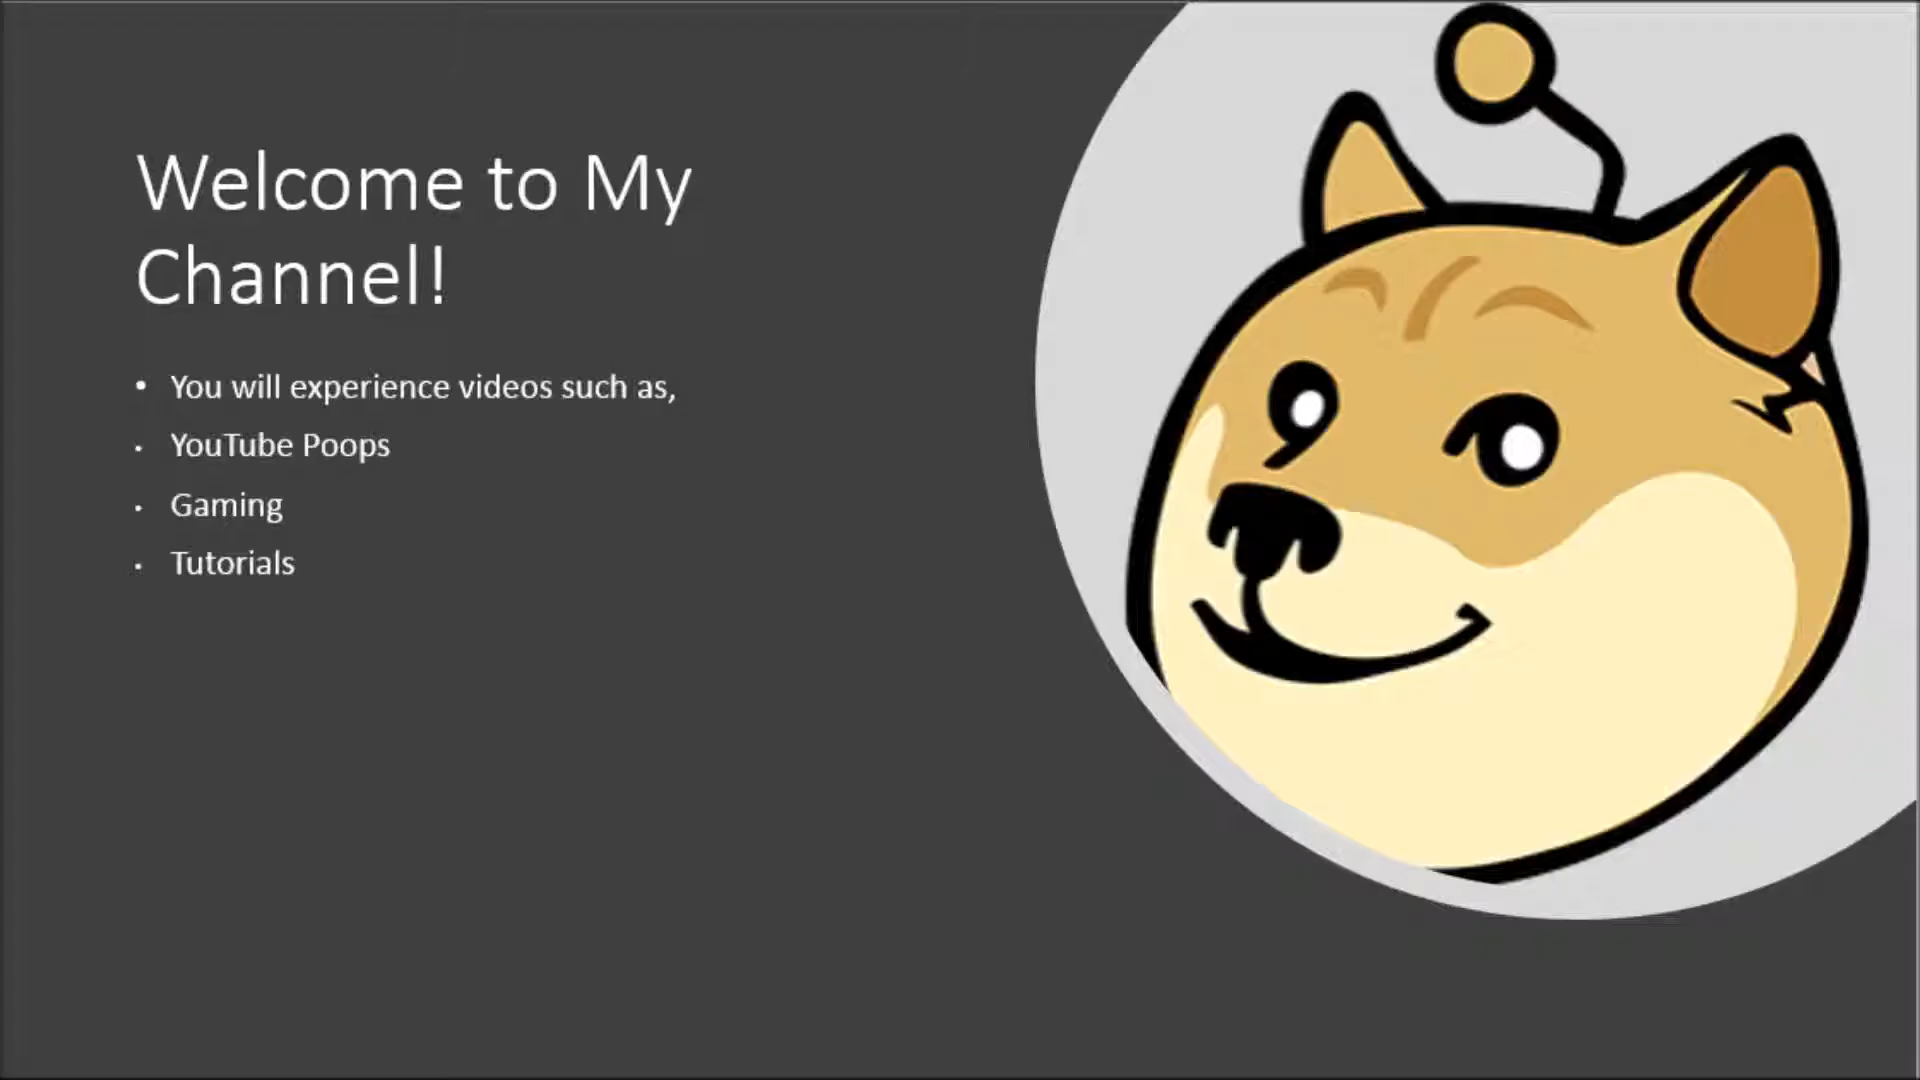 Welcome to My
Channel!
• You will experience videos such as,
• YouTube Poops
• Gaming
• Tutorials